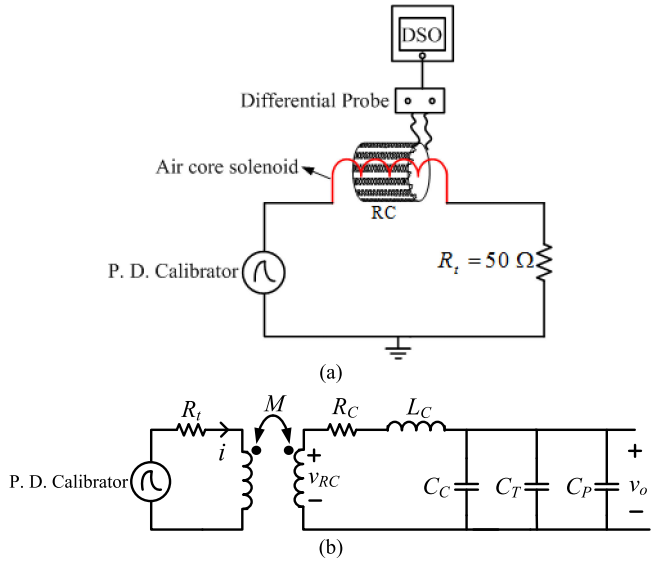 DSO
Differential Probe
Air core solenoid
RC
P. D. Calibrator
R_t = 50 Ω
(a)
R_t
i
M
R_C
L_C
P. D. Calibrator
+
v_RC
−
C_C
C_T
C_P
+
v_o
−
(b)